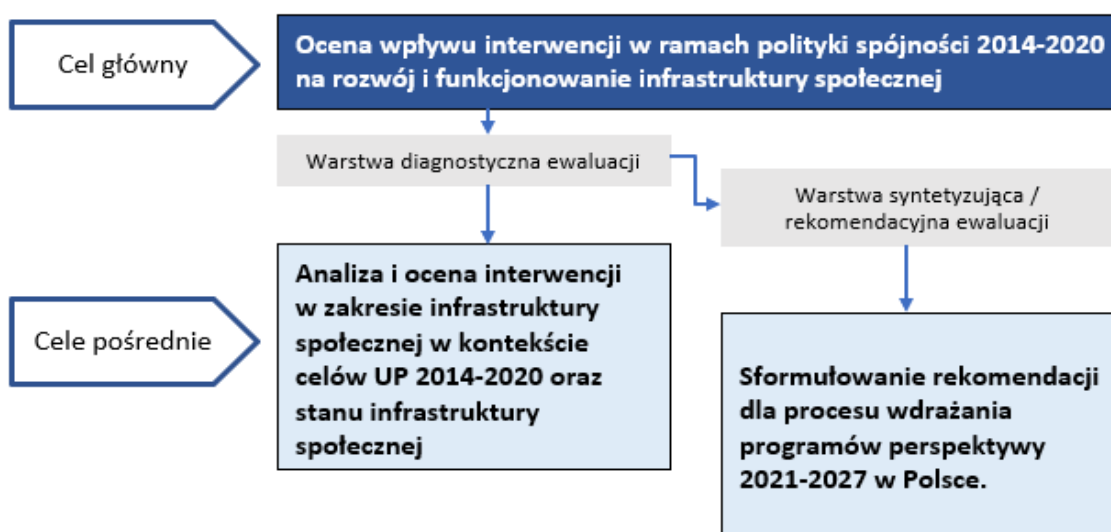 Cel główny
Ocena wpływu interwencji w ramach polityki spójności 2014-2020
na rozwój i funkcjonowanie infrastruktury społecznej
Warstwa diagnostyczna ewaluacji
Warstwa syntetyzująca /
rekomendacyjna ewaluacji
Cele pośrednie
Analiza i ocena interwencji
w zakresie infrastruktury
społecznej w kontekście
celów UP 2014-2020 oraz
stanu infrastruktury
społecznej
Sformułowanie rekomendacji
dla procesu wdrażania
programów perspektywy
2021-2027 w Polsce.